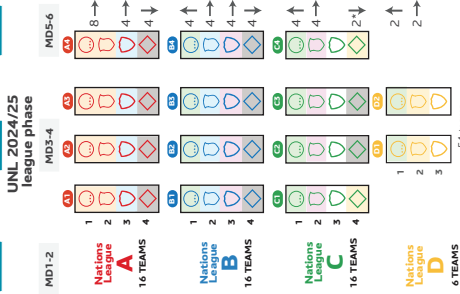 UNL 2024/25
league phase
MD1-2 MD3-4 MD5-6
Nations
League
A
16 TEAMS
A1 A2 A3 A4
1 8
2
3 4
4 4
Nations
League
B
16 TEAMS
B1 B2 B3 B4
1 4
2 4
3 4
4 4
Nations
League
C
16 TEAMS
C1 C2 C3 C4
1 4
2 4
3
4 2*
Nations
League
D
6 TEAMS
D1 D2
1 2
2 2
3